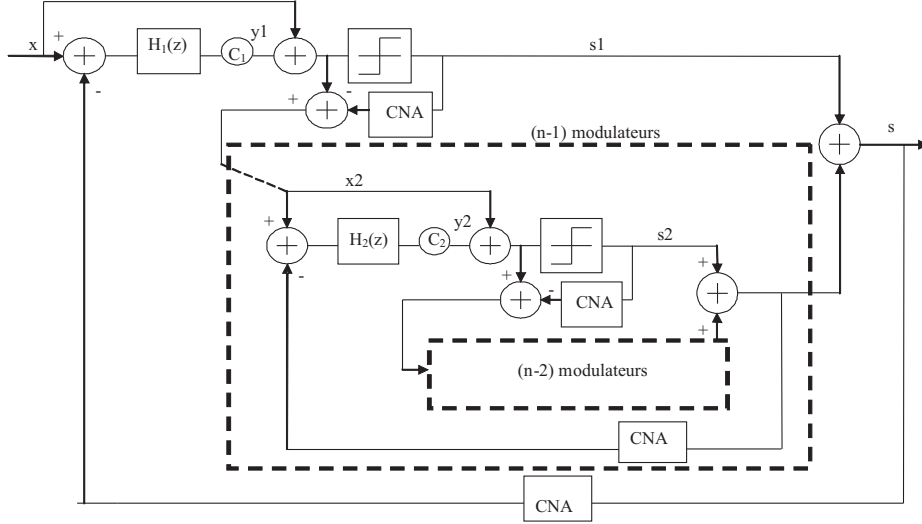 x
+
-
H1(z)
C1
y1
+
-
CNA
s1
s
(n-1) modulateurs
x2
+
-
H2(z)
C2
y2
+
-
CNA
s2
+
+
(n-2) modulateurs
CNA
CNA